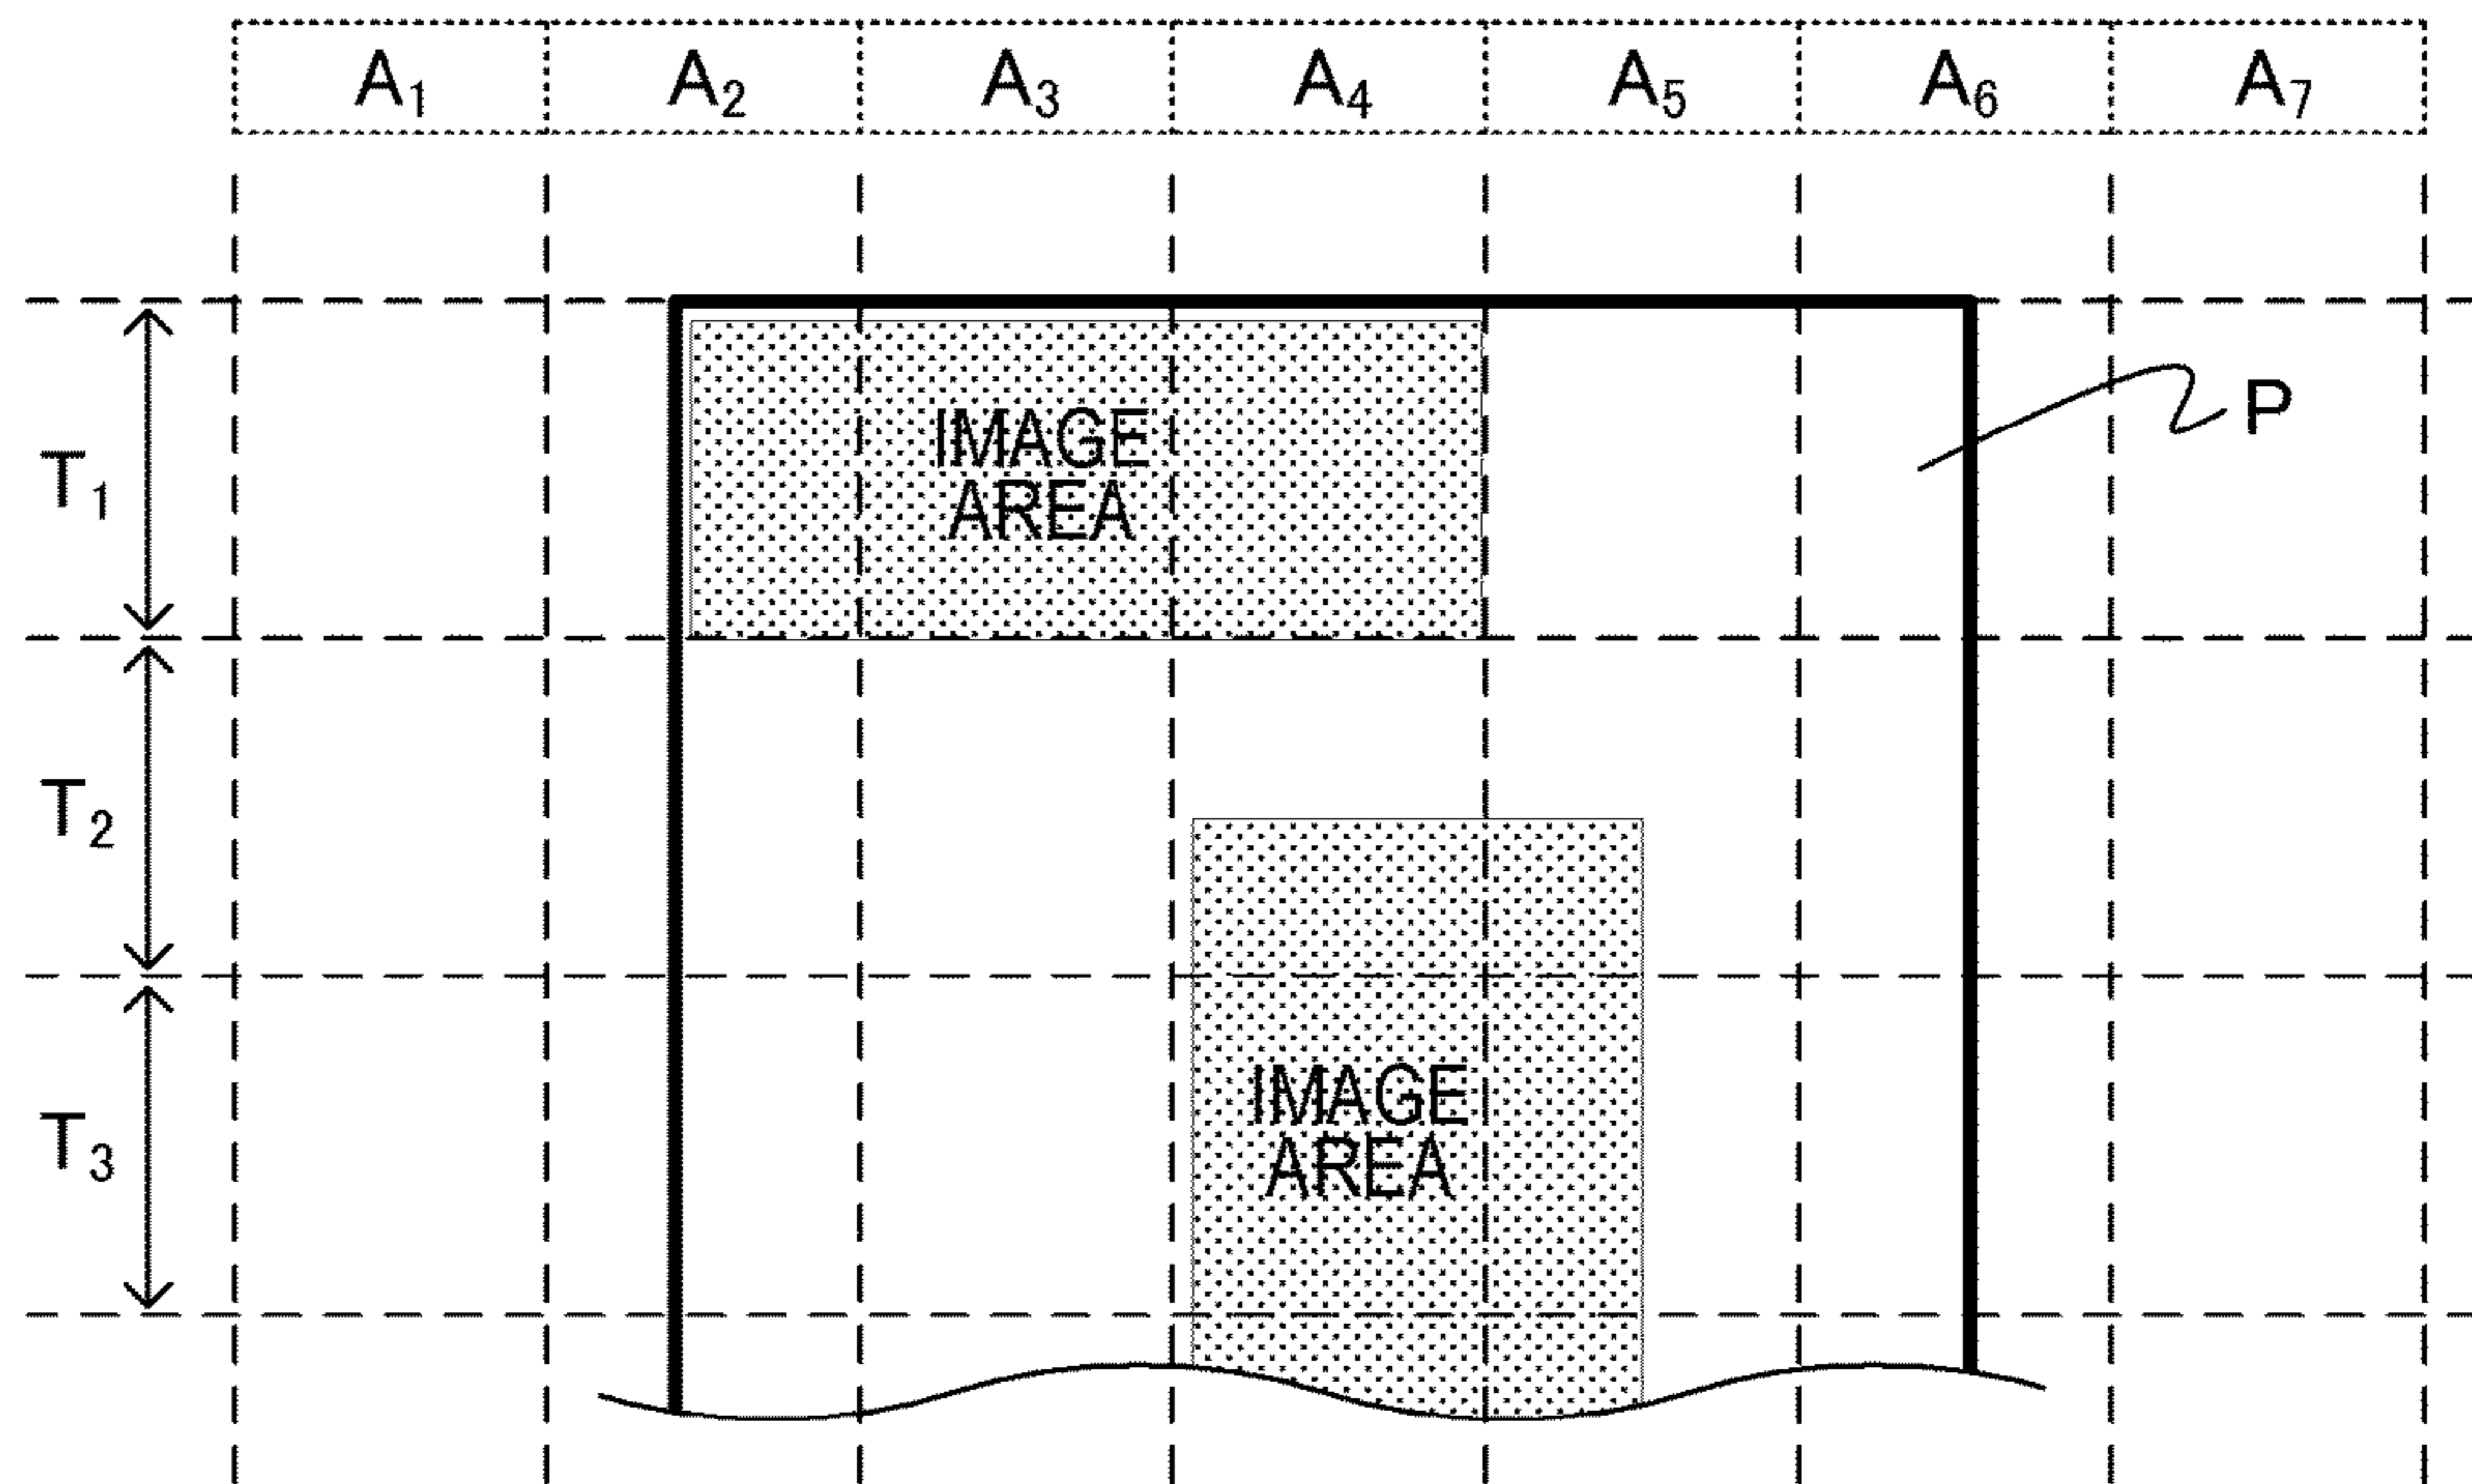 A₁ A₂ A₃ A₄ A₅ A₆ A₇
P
T₁
IMAGE
AREA
T₂
T₃
IMAGE
AREA